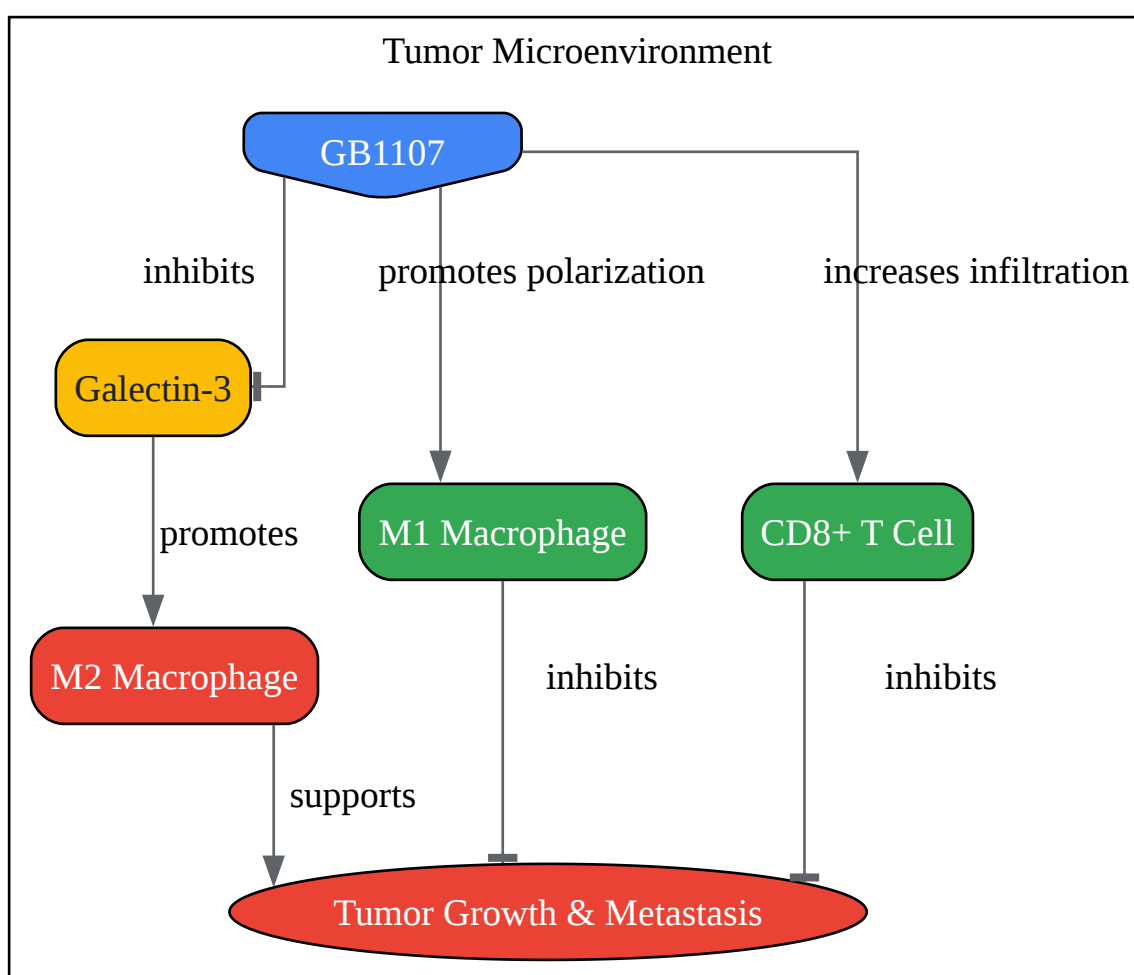 Tumor Microenvironment
GB1107
inhibits
promotes polarization
increases infiltration
Galectin-3
promotes
M1 Macrophage
CD8+ T Cell
M2 Macrophage
inhibits
inhibits
supports
Tumor Growth & Metastasis